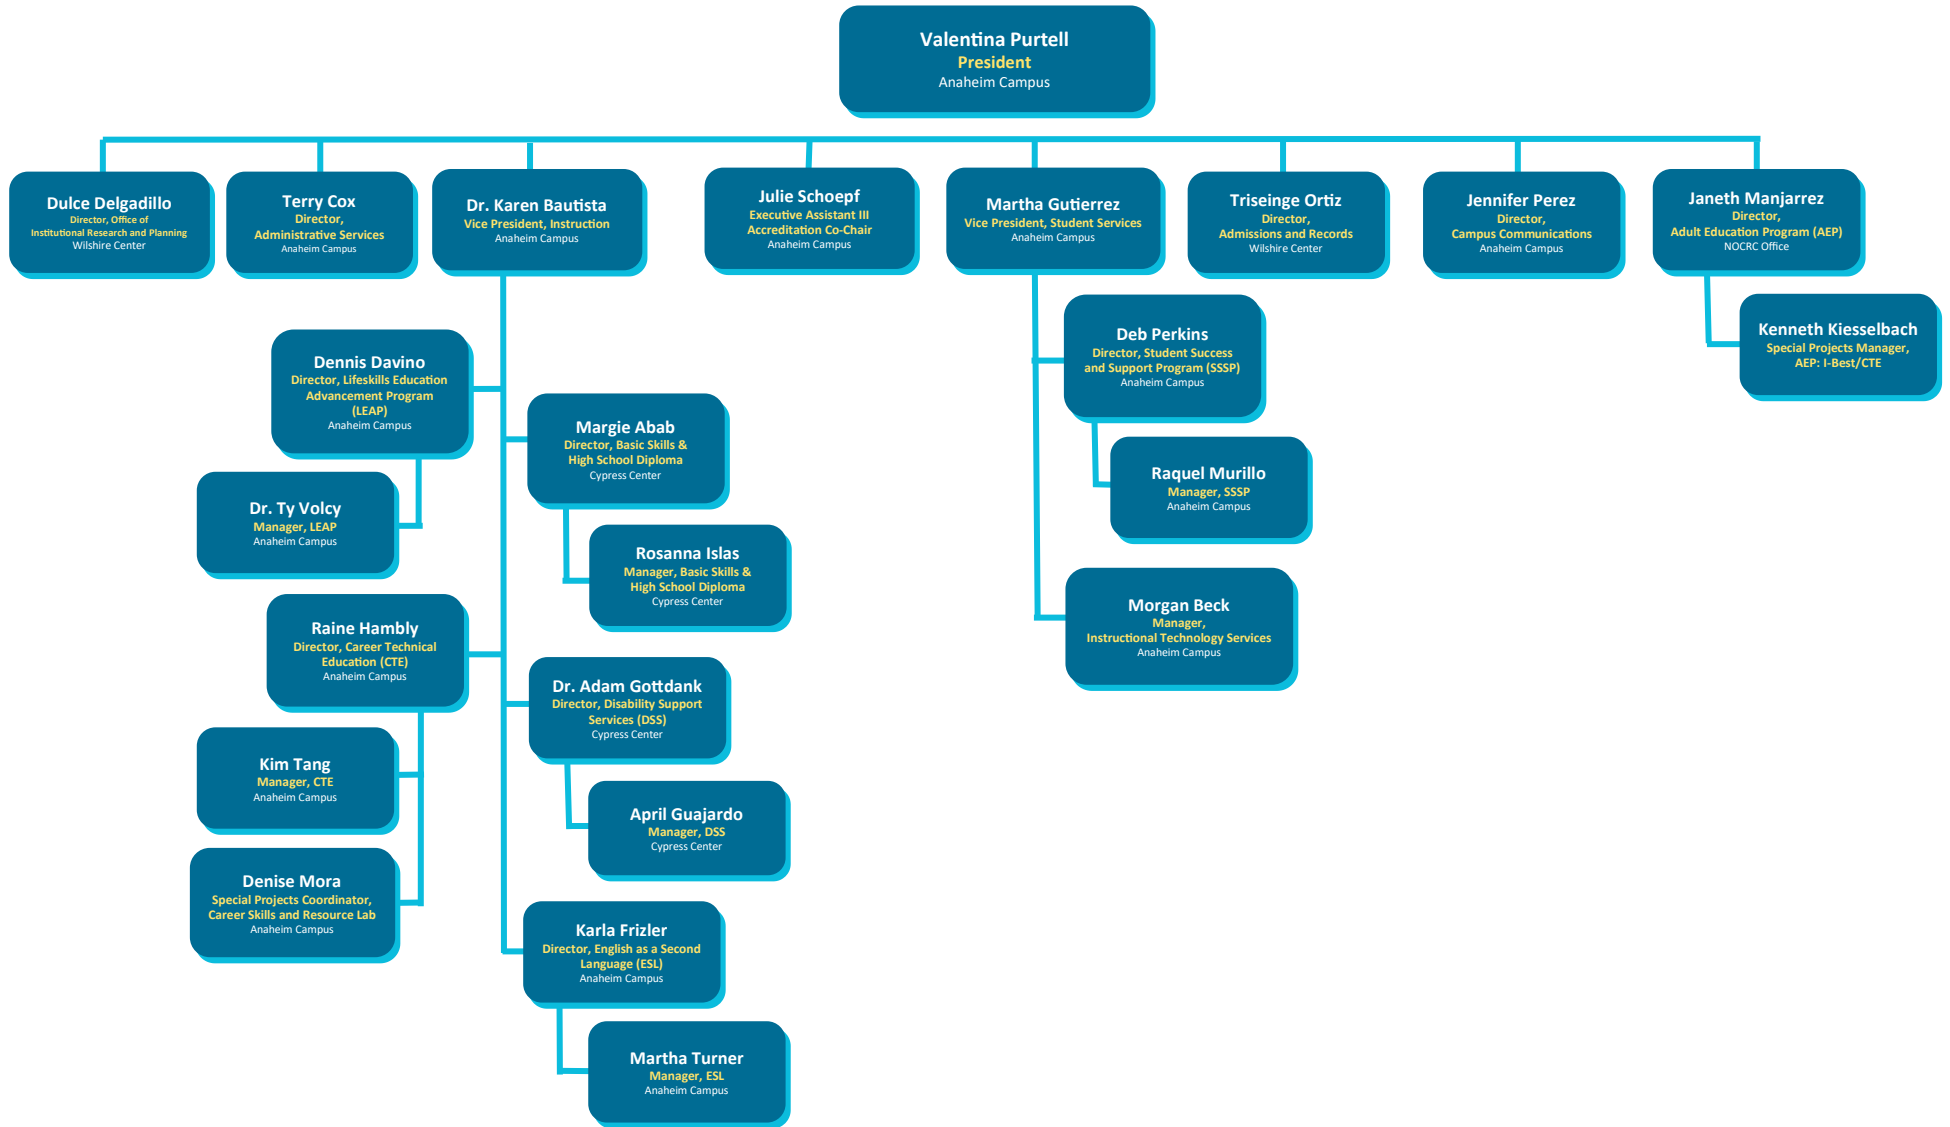 Valentina Purtell
President
Anaheim Campus
Dulce Delgadillo
Director, Office of
Institutional Research and Planning
Wilshire Center
Terry Cox
Director,
Administrative Services
Anaheim Campus
Dr. Karen Bautista
Vice President, Instruction
Anaheim Campus
Julie Schoepf
Executive Assistant III
Accreditation Co-Chair
Anaheim Campus
Martha Gutierrez
Vice President, Student Services
Anaheim Campus
Triseinge Ortiz
Director,
Admissions and Records
Wilshire Center
Jennifer Perez
Director,
Campus Communications
Anaheim Campus
Janeth Manjarrez
Director,
Adult Education Program (AEP)
NOCRC Office
Kenneth Kiesselbach
Special Projects Manager,
AEP: I-Best/CTE
Dennis Davino
Director, Lifeskills Education
Advancement Program
(LEAP)
Anaheim Campus
Dr. Ty Volcy
Manager, LEAP
Anaheim Campus
Margie Abab
Director, Basic Skills &
High School Diploma
Cypress Center
Rosanna Islas
Manager, Basic Skills &
High School Diploma
Cypress Center
Raine Hambly
Director, Career Technical
Education (CTE)
Anaheim Campus
Kim Tang
Manager, CTE
Anaheim Campus
Denise Mora
Special Projects Coordinator,
Career Skills and Resource Lab
Anaheim Campus
Dr. Adam Gottdank
Director, Disability Support
Services (DSS)
Cypress Center
April Guajardo
Manager, DSS
Cypress Center
Karla Frizler
Director, English as a Second
Language (ESL)
Anaheim Campus
Martha Turner
Manager, ESL
Anaheim Campus
Deb Perkins
Director, Student Success
and Support Program (SSSP)
Anaheim Campus
Raquel Murillo
Manager, SSSP
Anaheim Campus
Morgan Beck
Manager,
Instructional Technology Services
Anaheim Campus